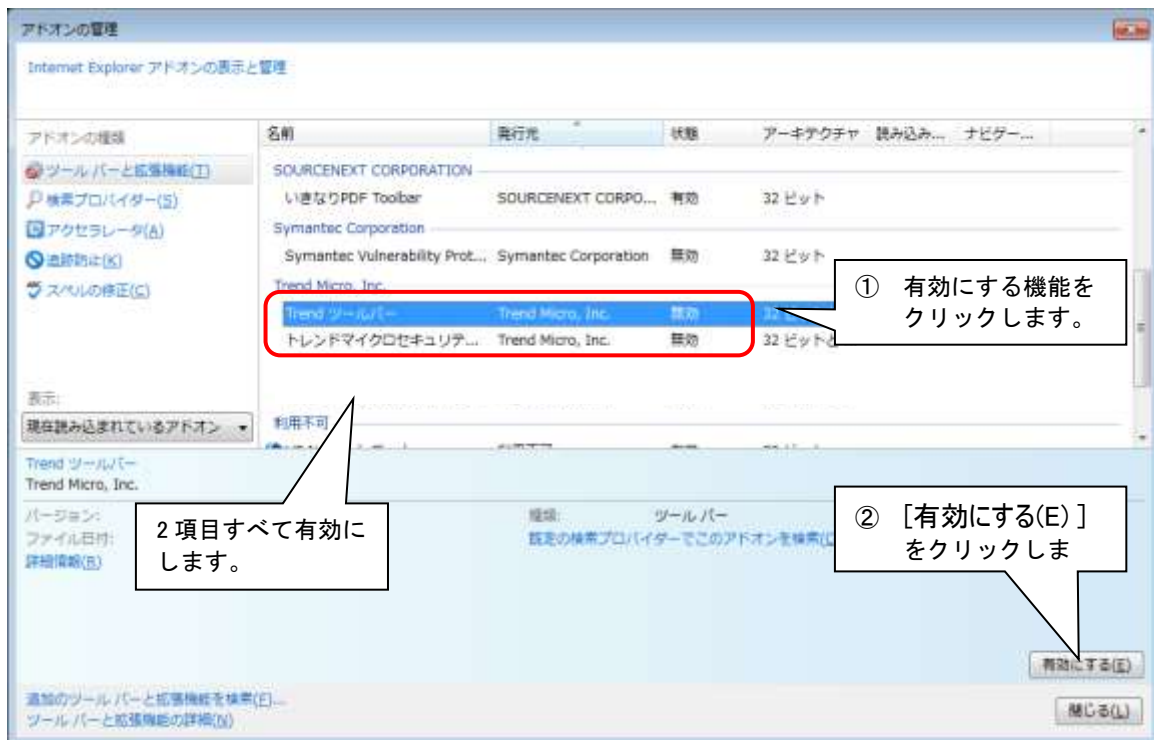 アドオンの管理
Internet Explorer アドオンの表示と管理
アドオンの種類
名前 発行元 状態 アーキテクチャ 読み込み... ナビゲー...
ツール バーと拡張機能(T)
検索プロバイダー(S)
アクセラレータ(A)
追跡防止(K)
スペルの修正(C)
SOURCENEXT CORPORATION
いきなりPDF Toolbar SOURCENEXT CORPO... 有効 32 ビット
Symantec Corporation
Symantec Vulnerability Prot... Symantec Corporation 無効 32 ビット
Trend Micro, Inc.
Trend ツールバー Trend Micro, Inc. 無効 32
トレンドマイクロセキュリテ... Trend Micro, Inc. 無効 32 ビットと
① 有効にする機能を
クリックします。
表示:
現在読み込まれているアドオン
利用不可
Trend ツールバー
Trend Micro, Inc.
バージョン:
ファイル日付:
詳細情報(R)
2 項目すべて有効に
します。
種類: ツール バー
既定の検索プロバイダーでこのアドオンを検索(
② [有効にする(E) ]
をクリックしま
有効にする(E)
追加のツール バーと拡張機能を検索(F)...
ツール バーと拡張機能の詳細(N)
閉じる(L)